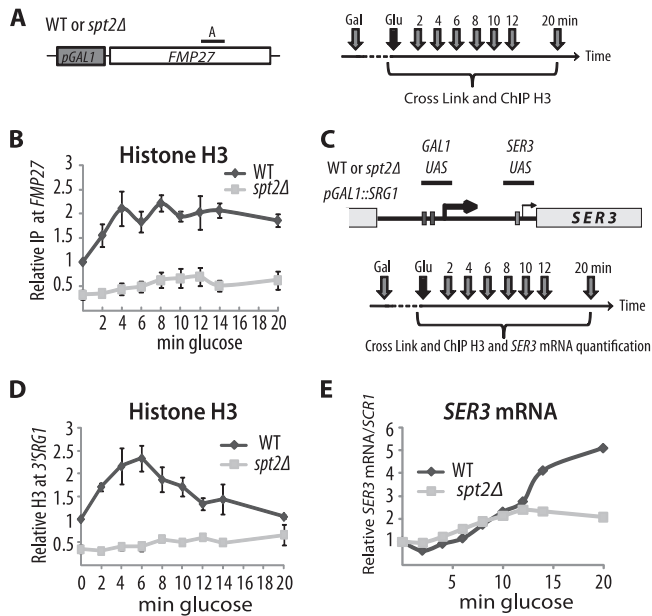 A
WT or spt2Δ
pGAL1
FMP27
A
Gal
Glu
2 4 6 8 10 12
20 min
Time
Cross Link and ChIP H3
B
Histone H3
WT
spt2Δ
Relative IP at FMP27
3
2.5
2
1.5
1
0.5
2 4 6 8 10 12 14 16 18 20
min glucose
C
GAL1
UAS
SER3
UAS
WT or spt2Δ
pGAL1::SRG1
SER3
Gal
Glu
2 4 6 8 10 12
20 min
Time
Cross Link and ChIP H3 and SER3 mRNA quantification
D
Histone H3
WT
spt2Δ
Relative H3 at 3'SRG1
3
2.5
2
1.5
1
0.5
0 2 4 6 8 10 12 14 16 18 20
min glucose
E
SER3 mRNA
WT
spt2Δ
Relative SER3 mRNA/SCR1
6
5
4
3
2
1
5 10 15 20
min glucose